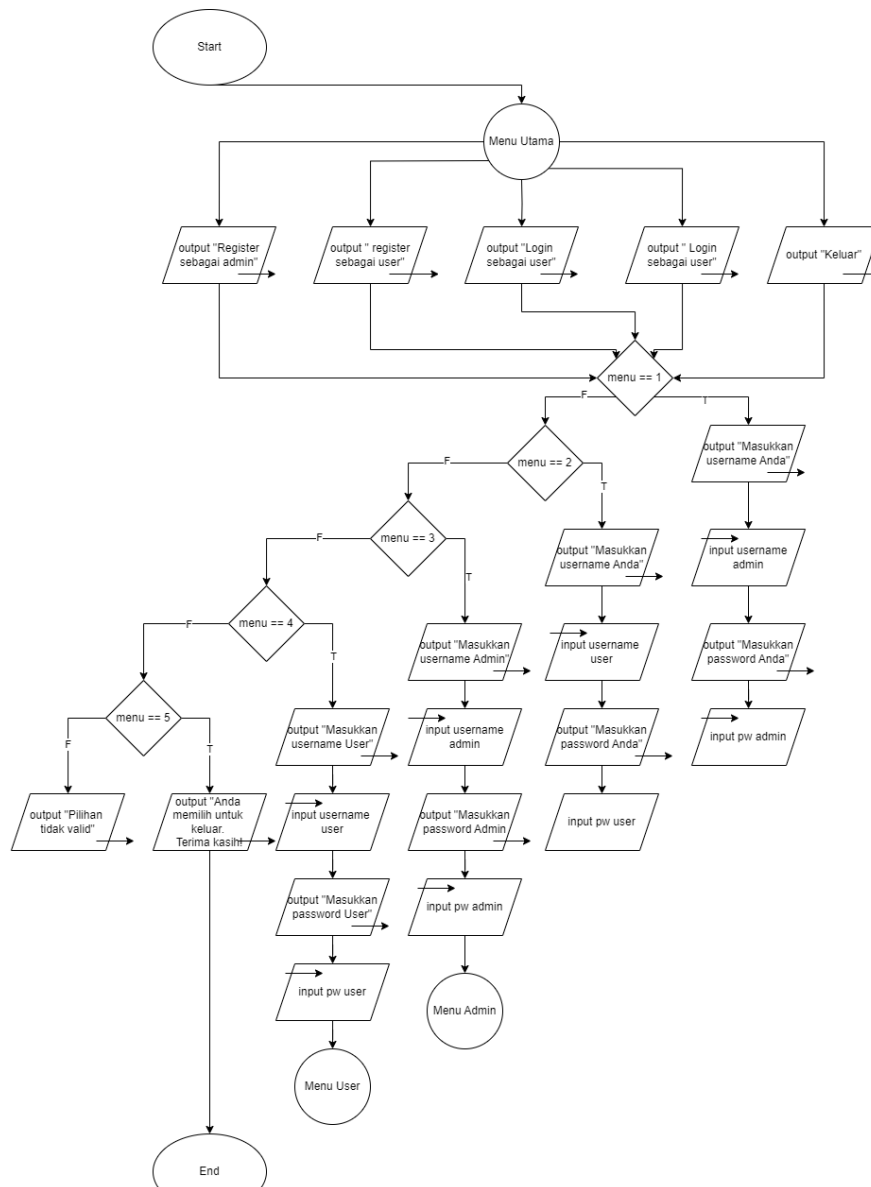 Start
Menu Utama
output "Register
sebagai admin"
output " register
sebagai user"
output "Login
sebagai user"
output " Login
sebagai user"
output "Keluar"
menu == 1
F
T
menu == 2
output "Masukkan
username Anda"
F
T
menu == 3
output "Masukkan
username Anda"
input username
admin
F
T
menu == 4
output "Masukkan
username Admin"
input username
user
output "Masukkan
password Anda"
F
T
menu == 5
output "Masukkan
username User"
input username
admin
output "Masukkan
password Anda"
input pw admin
F
T
output "Pilihan
tidak valid"
output "Anda
memilih untuk
keluar.
Terima kasih!
input username
user
output "Masukkan
password Admin
input pw user
output "Masukkan
password User"
input pw admin
input pw user
Menu Admin
Menu User
End